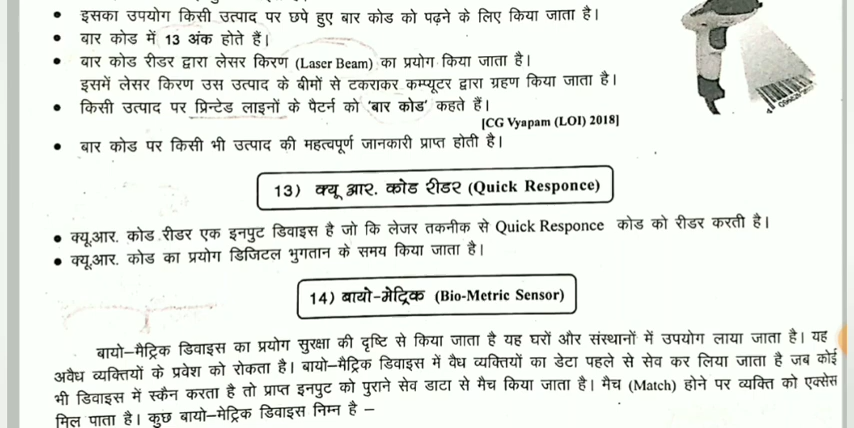 • इसका उपयोग किसी उत्पाद पर छपे हुए बार कोड को पढ़ने के लिए किया जाता है।
• बार कोड में 13 अंक होते हैं।
• बार कोड रीडर द्वारा लेसर किरण (Laser Beam) का प्रयोग किया जाता है।
इसमें लेसर किरण उस उत्पाद के बीमों से टकराकर कम्प्यूटर द्वारा ग्रहण किया जाता है।
• किसी उत्पाद पर प्रिन्टेड लाइनों के पैटर्न को 'बार कोड' कहते हैं।
[CG Vyapam (LOI) 2018]
• बार कोड पर किसी भी उत्पाद की महत्वपूर्ण जानकारी प्राप्त होती है।
13) क्यू आर. कोड रीडर (Quick Responce)
• क्यू.आर. कोड रीडर एक इनपुट डिवाइस है जो कि लेजर तकनीक से Quick Responce कोड को रीडर करती है।
• क्यू.आर. कोड का प्रयोग डिजिटल भुगतान के समय किया जाता है।
14) बायो-मेट्रिक (Bio-Metric Sensor)
बायो–मैट्रिक डिवाइस का प्रयोग सुरक्षा की दृष्टि से किया जाता है यह घरों और संस्थानों में उपयोग लाया जाता है। यह
अवैध व्यक्तियों के प्रवेश को रोकता है। बायो–मैट्रिक डिवाइस में वैध व्यक्तियों का डेटा पहले से सेव कर लिया जाता है जब कोई
भी डिवाइस में स्कैन करता है तो प्राप्त इनपुट को पुराने सेव डाटा से मैच किया जाता है। मैच (Match) होने पर व्यक्ति को एक्सेस
मिल पाता है। कुछ बायो–मेट्रिक डिवाइस निम्न है –